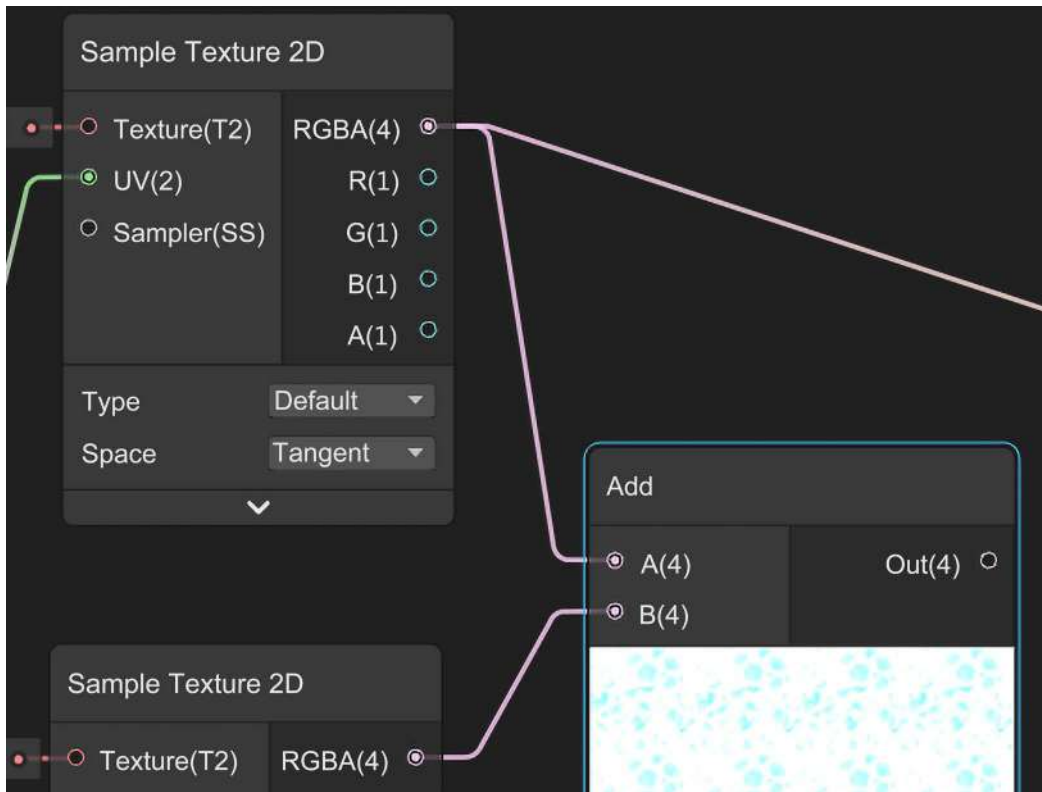 Sample Texture 2D
Texture(T2) RGBA(4)
UV(2) R(1)
Sampler(SS) G(1)
B(1)
A(1)
Type Default
Space Tangent
Add
A(4) Out(4)
B(4)
Sample Texture 2D
Texture(T2) RGBA(4)